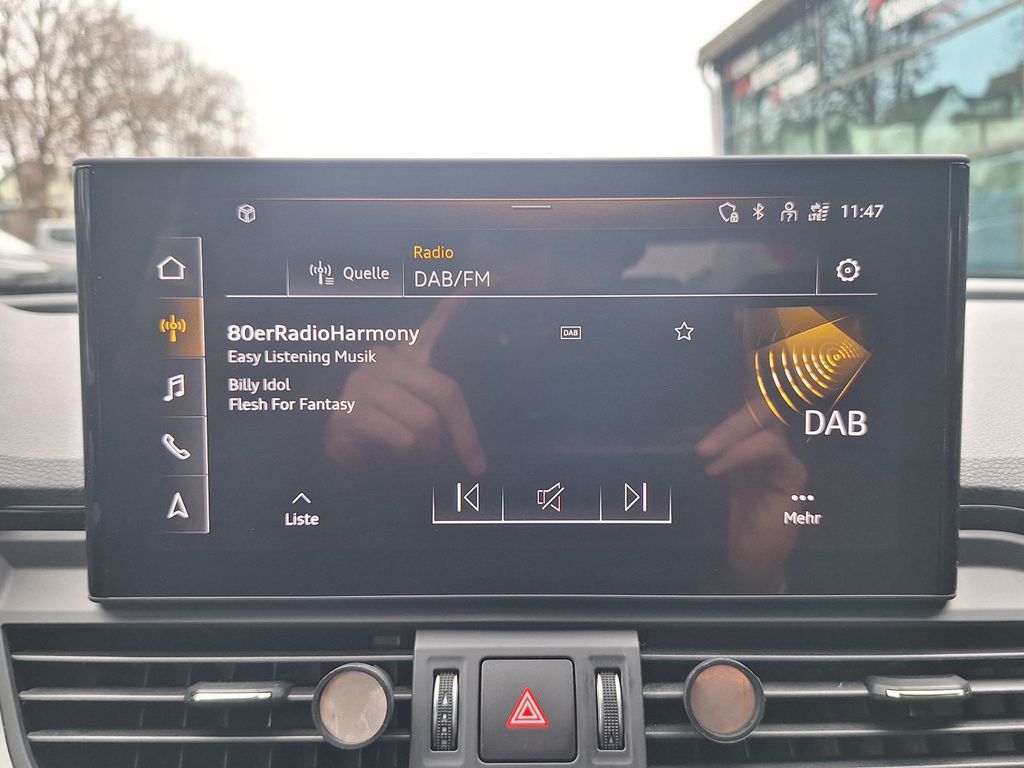 LTE 11:47
Radio
Quelle
DAB/FM
80erRadioHarmony
DAB
Easy Listening Musik
Billy Idol
Flesh For Fantasy
DAB
Liste
Mehr